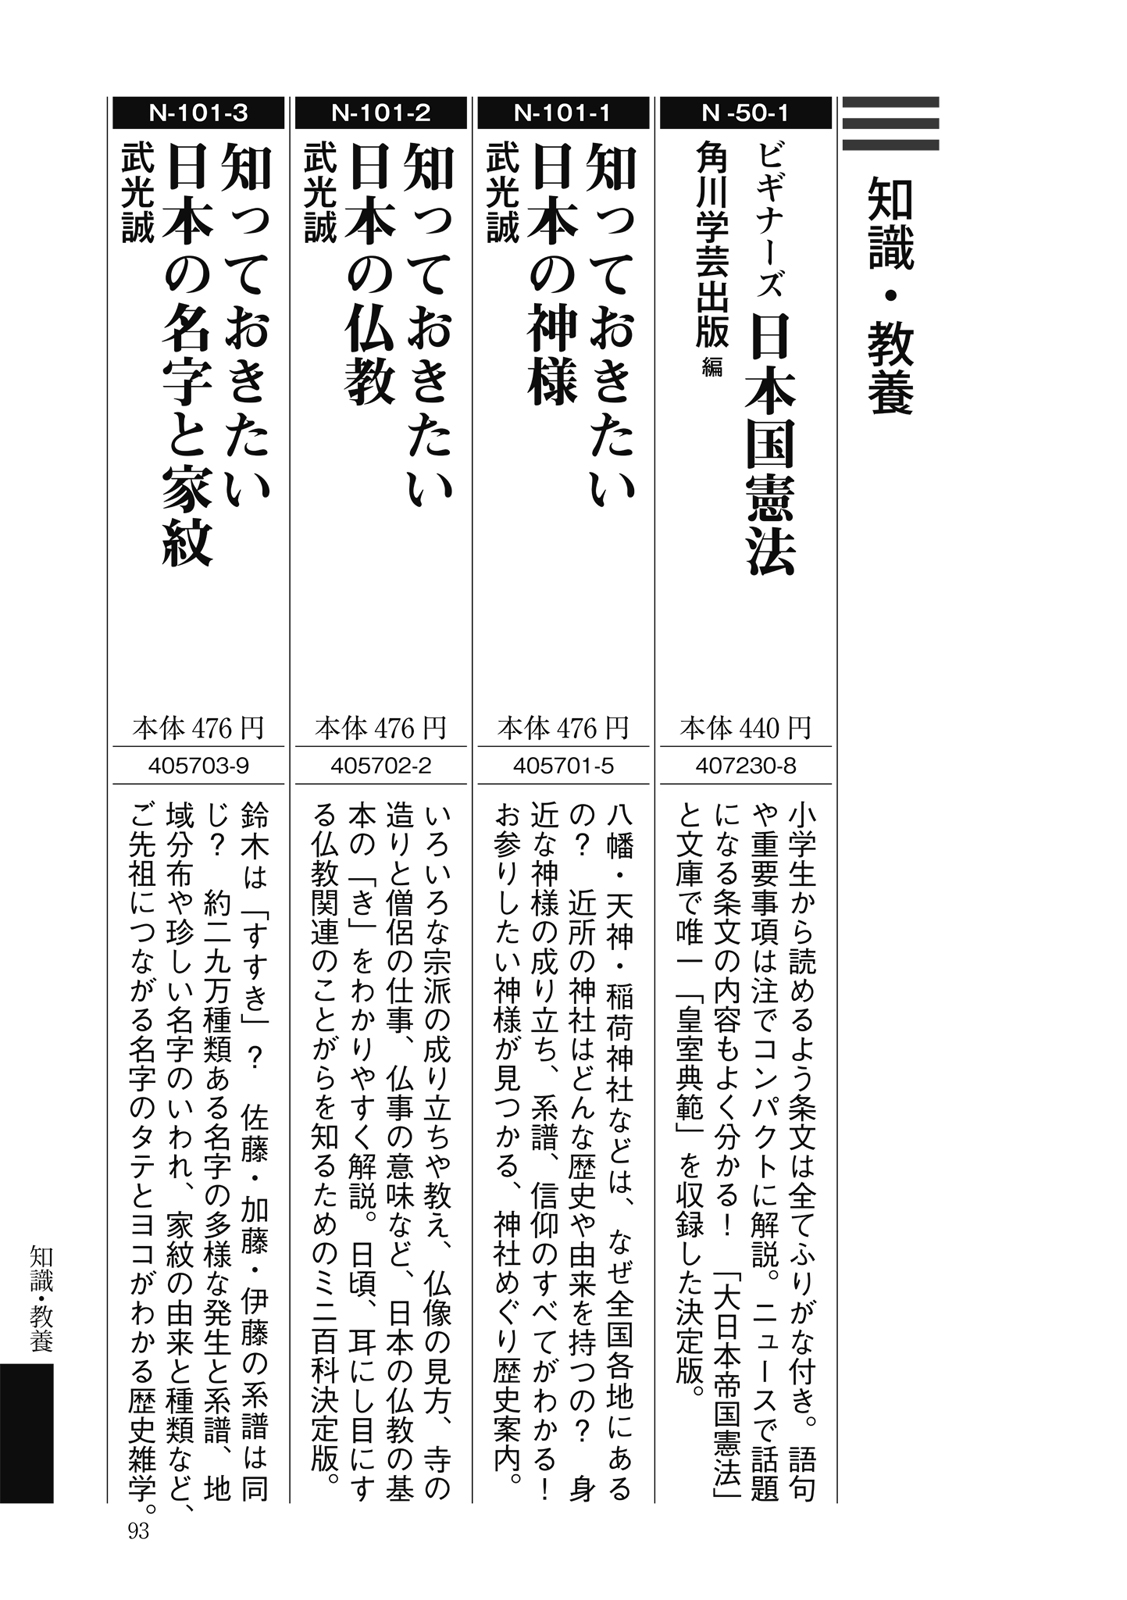 知識・教養
N -50-1
ビギナーズ 日本国憲法
角川学芸出版 編
本体 440 円
407230-8
小学生から読めるよう条文は全てふりがな付き。語句
や重要事項は注でコンパクトに解説。ニュースで話題
になる条文の内容もよく分かる！「大日本帝国憲法」
と文庫で唯一「皇室典範」を収録した決定版。
N-101-1
知っておきたい
日本の神様
武光誠
本体 476 円
405701-5
八幡・天神・稲荷神社などは、なぜ全国各地にある
の？　近所の神社はどんな歴史や由来を持つの？　身
近な神様の成り立ち、系譜、信仰のすべてがわかる！
お参りしたい神様が見つかる、神社めぐり歴史案内。
N-101-2
知っておきたい
日本の仏教
武光誠
本体 476 円
405702-2
いろいろな宗派の成り立ちや教え、仏像の見方、寺の
造りと僧侶の仕事、仏事の意味など、日本の仏教の基
本の「き」をわかりやすく解説。日頃、耳にし目にす
る仏教関連のことがらを知るためのミニ百科決定版。
N-101-3
知っておきたい
日本の名字と家紋
武光誠
本体 476 円
405703-9
鈴木は「すすき」？　佐藤・加藤・伊藤の系譜は同
じ？　約二九万種類ある名字の多様な発生と系譜、地
域分布や珍しい名字のいわれ、家紋の由来と種類など、
ご先祖につながる名字のタテとヨコがわかる歴史雑学。
知識・教養
93